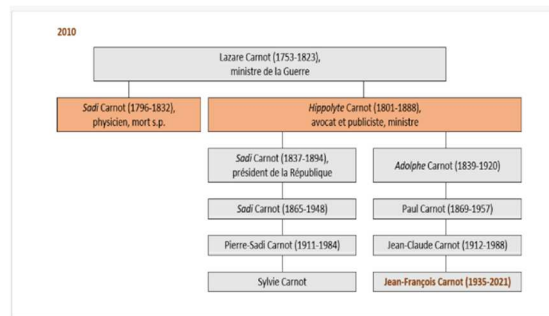 2010
Lazare Carnot (1753-1823),
ministre de la Guerre
Sadi Carnot (1796-1832),
physicien, mort s.p.
Hippolyte Carnot (1801-1888),
avocat et publiciste, ministre
Sadi Carnot (1837-1894),
président de la République
Adolphe Carnot (1839-1920)
Sadi Carnot (1865-1948)
Paul Carnot (1869-1957)
Pierre-Sadi Carnot (1911-1984)
Jean-Claude Carnot (1912-1988)
Sylvie Carnot
Jean-François Carnot (1935-2021)